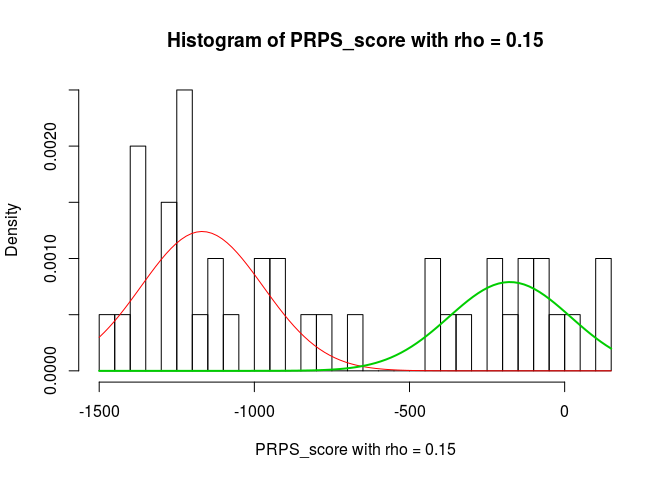 Histogram of PRPS_score with rho = 0.15
Density
0.0020
0.0010
0.0000
-1500 -1000 -500 0
PRPS_score with rho = 0.15